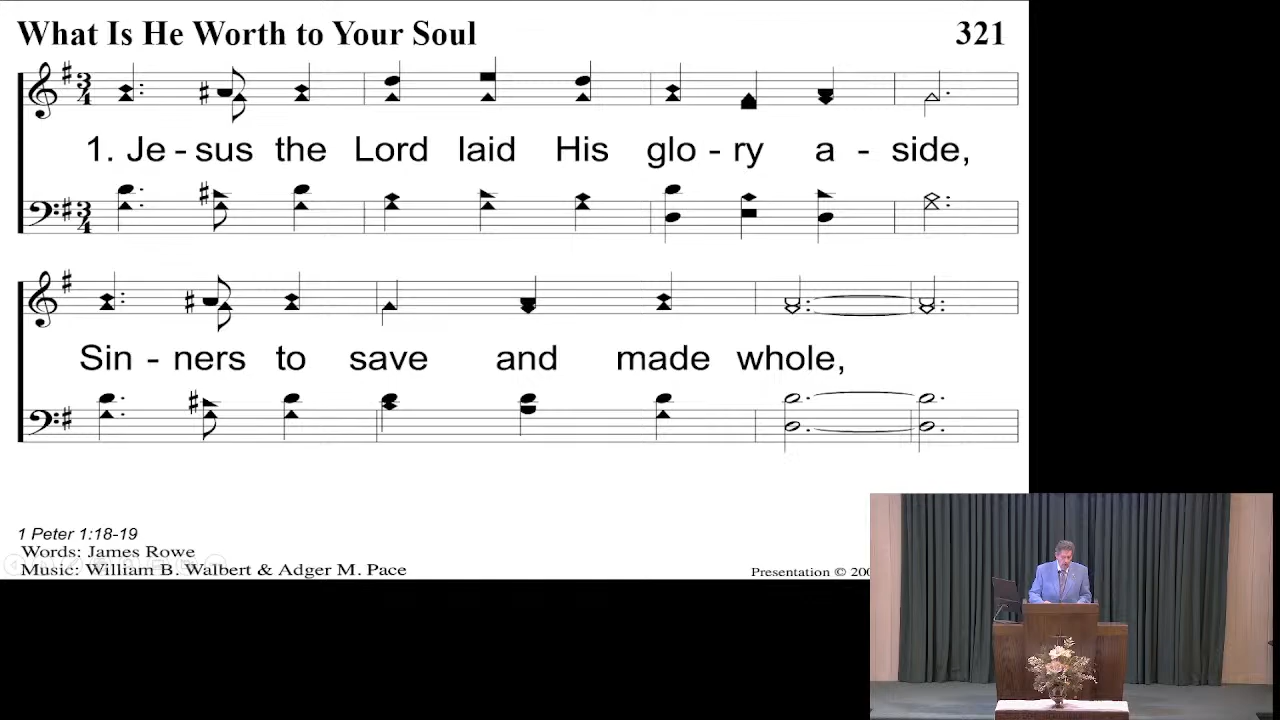 What Is He Worth to Your Soul 321
1. Je - sus the Lord laid His glo - ry a - side,
Sin - ners to save and made whole,
1 Peter 1:18-19
Words: James Rowe
Music: William B. Walbert & Adger M. Pace
Presentation © 200